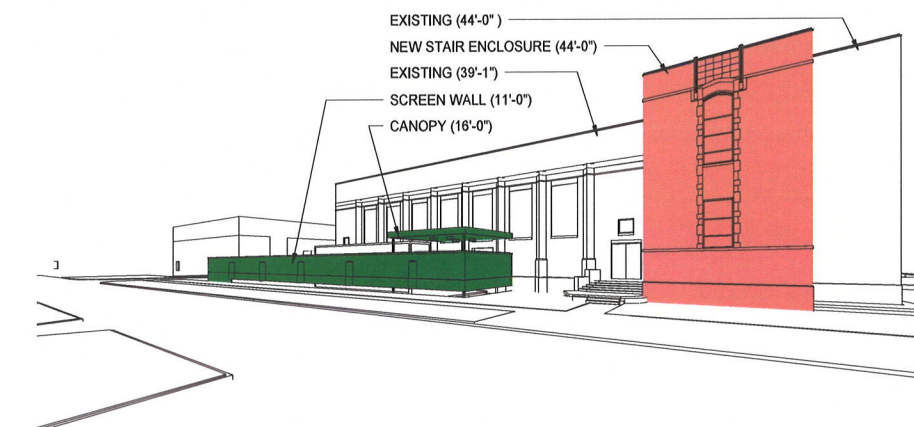 EXISTING (44'-0" )
NEW STAIR ENCLOSURE (44'-0")
EXISTING (39'-1")
SCREEN WALL (11'-0")
CANOPY (16'-0")